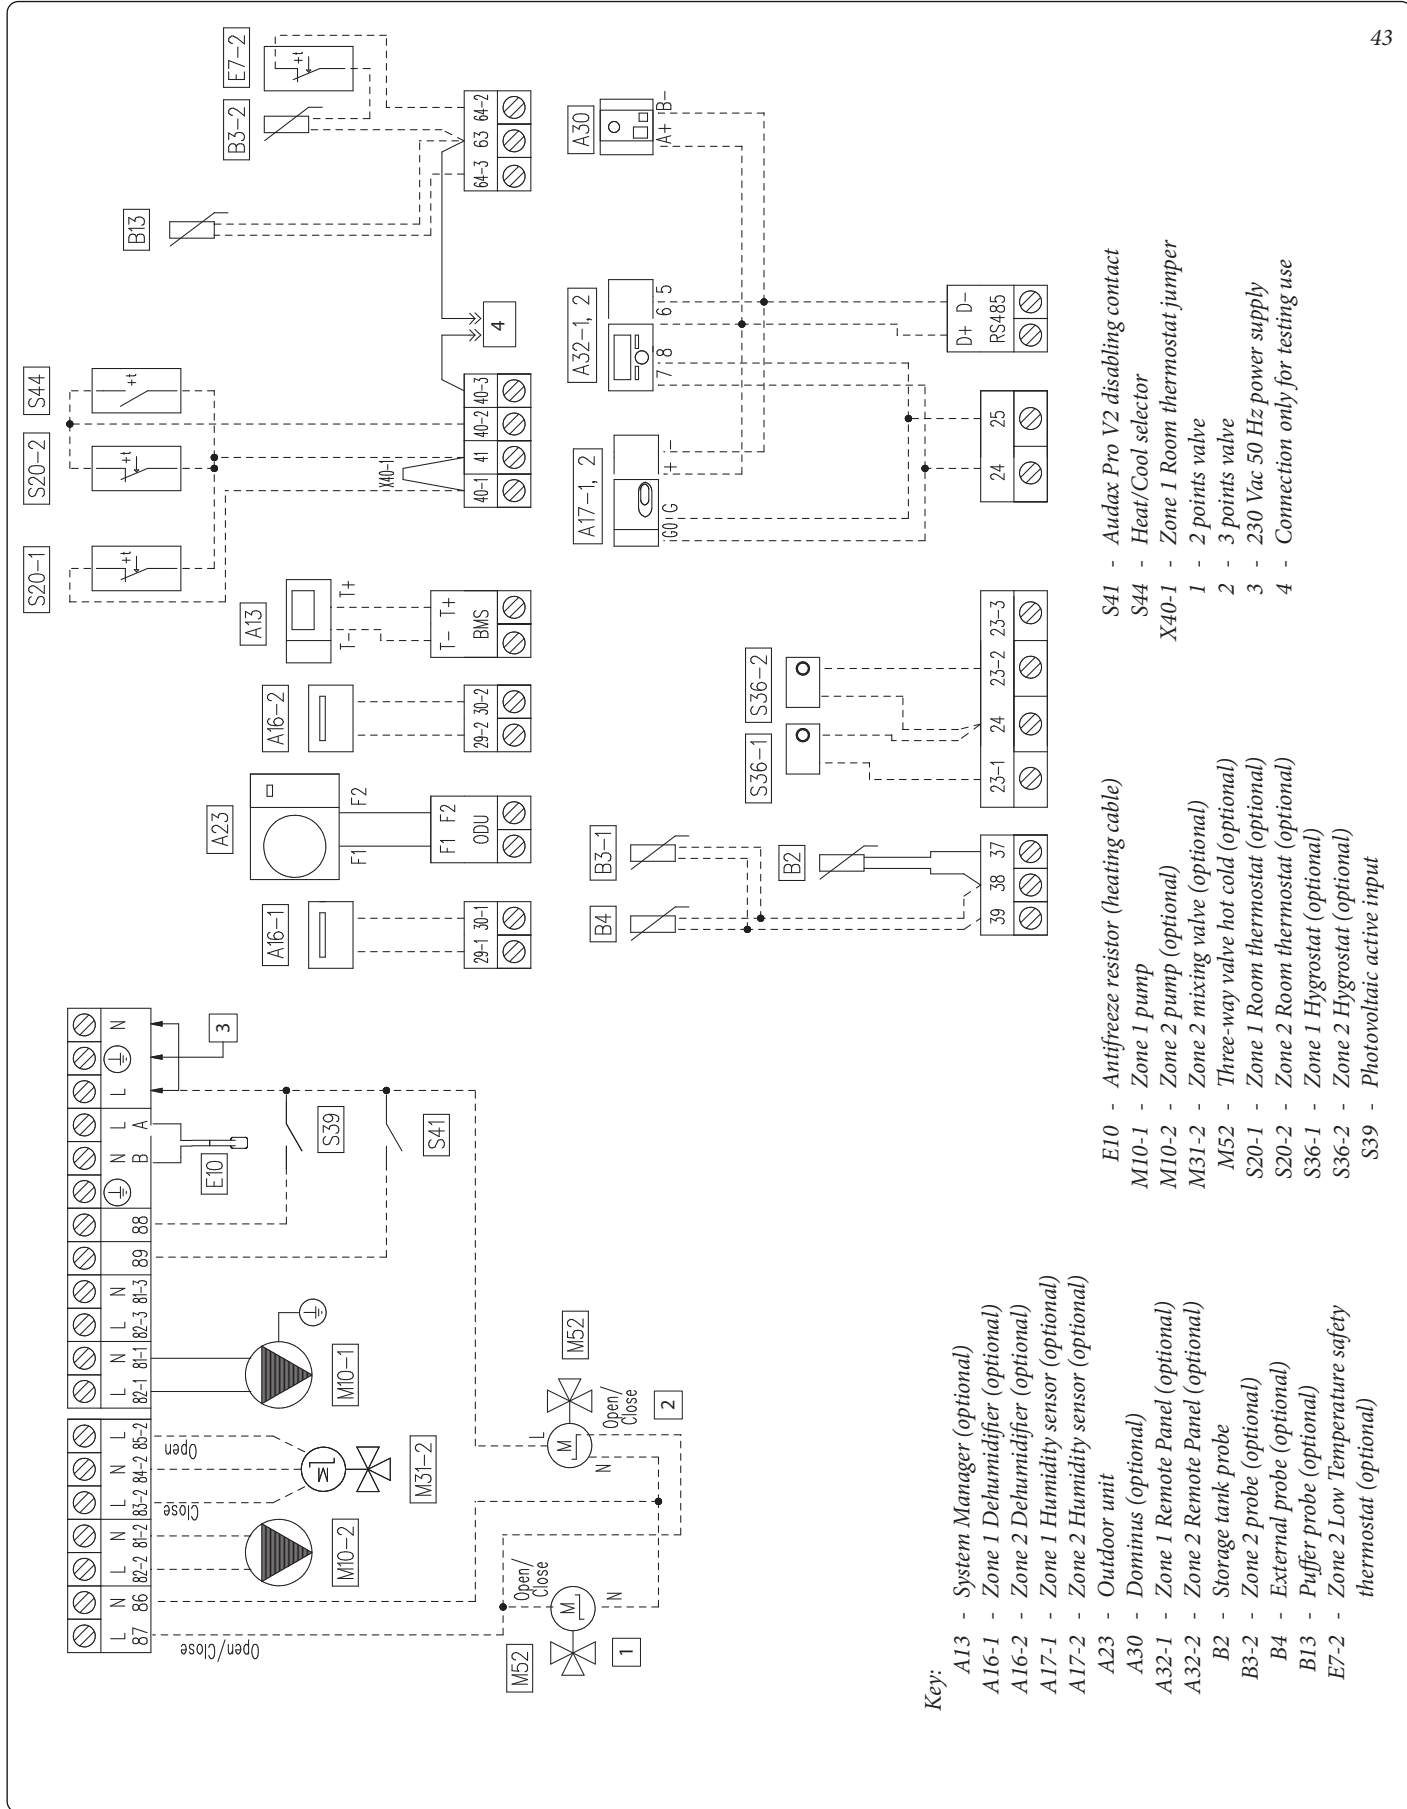 43
L
87
N
86
L
82-2
N
81-2
L
83-2
N
84-2
L
85-2
L
82-1
N
81-1
L
82-3
N
81-3
89
88
N
B
L
A
L
N
Open/Close
Close
Open
M10-2
M31-2
M10-1
E10
S39
S41
3
M52
Open/
Close
M
N
1
M52
L
M
N
Open/
Close
2
A16-1
29-1
30-1
A23
F1
F2
F1
F2
ODU
A16-2
29-2
30-2
A13
T-
T+
T-
T+
BMS
S20-1
+t
S20-2
+t
S44
+t
X40-1
40-1
41
40-2
40-3
4
B13
B3-2
E7-2
+t
64-3
63
64-2
B4
B3-1
B2
39
38
37
S36-1
S36-2
23-1
24
23-2
23-3
A17-1, 2
G0
G
+
-
A32-1, 2
7
8
6
5
A30
A+
B-
24
25
D+
D-
RS485
Key:
A13 - System Manager (optional)
A16-1 - Zone 1 Dehumidifier (optional)
A16-2 - Zone 2 Dehumidifier (optional)
A17-1 - Zone 1 Humidity sensor (optional)
A17-2 - Zone 2 Humidity sensor (optional)
A23 - Outdoor unit
A30 - Dominus (optional)
A32-1 - Zone 1 Remote Panel (optional)
A32-2 - Zone 2 Remote Panel (optional)
B2 - Storage tank probe
B3-2 - Zone 2 probe (optional)
B4 - External probe (optional)
B13 - Puffer probe (optional)
E7-2 - Zone 2 Low Temperature safety
thermostat (optional)
E10 - Antifreeze resistor (heating cable)
M10-1 - Zone 1 pump
M10-2 - Zone 2 pump (optional)
M31-2 - Zone 2 mixing valve (optional)
M52 - Three-way valve hot cold (optional)
S20-1 - Zone 1 Room thermostat (optional)
S20-2 - Zone 2 Room thermostat (optional)
S36-1 - Zone 1 Hygrostat (optional)
S36-2 - Zone 2 Hygrostat (optional)
S39 - Photovoltaic active input
S41 - Audax Pro V2 disabling contact
S44 - Heat/Cool selector
X40-1 - Zone 1 Room thermostat jumper
1 - 2 points valve
2 - 3 points valve
3 - 230 Vac 50 Hz power supply
4 - Connection only for testing use